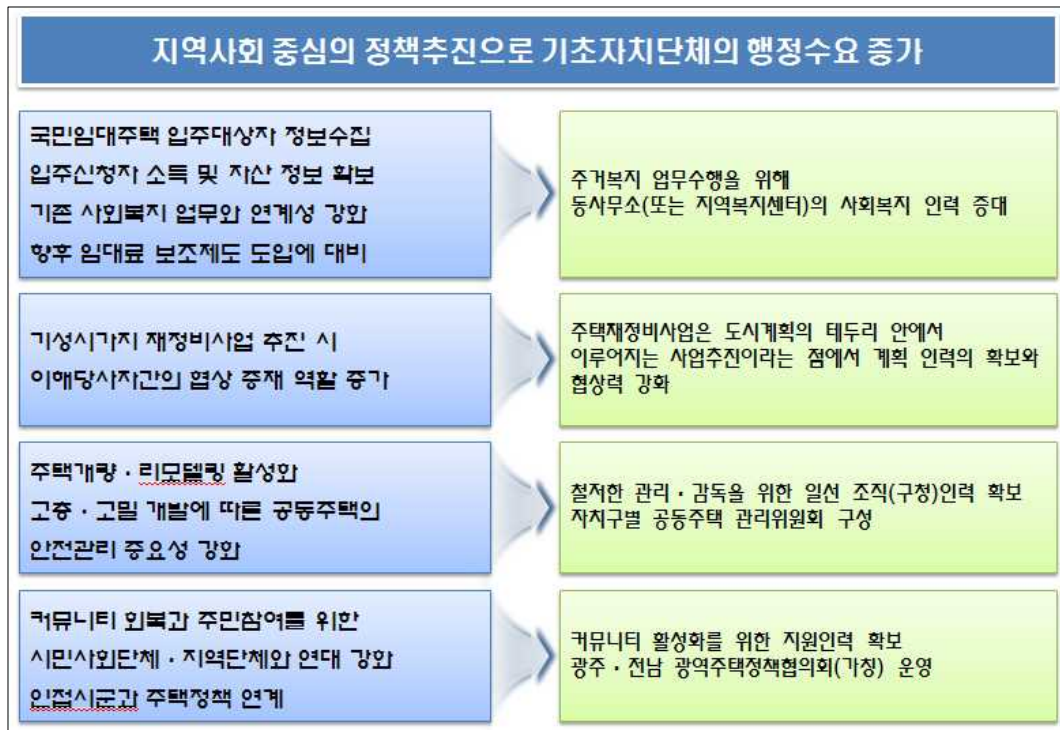 지역사회 중심의 정책추진으로 기초자치단체의 행정수요 증가
국민임대주택 입주대상자 정보수집
입주신청자 소득 및 자산 정보 확보
기존 사회복지 업무와 연계성 강화
향후 임대료 보조제도 도입에 대비
주거복지 업무수행을 위해
동사무소(또는 지역복지센터)의 사회복지 인력 증대
기성시가지 재정비사업 추진 시
이해당사자간의 협상 중재 역할 증가
주택재정비사업은 도시계획의 테두리 안에서
이루어지는 사업추진이라는 점에서 계획 인력의 확보와
협상력 강화
주택개량·리모델링 활성화
고층·고밀 개발에 따른 공동주택의
안전관리 중요성 강화
철저한 관리·감독을 위한 일선 조직(구청)인력 확보
자치구별 공동주택 관리위원회 구성
커뮤니티 회복과 주민참여를 위한
시민사회단체·지역단체와 연대 강화
인접시군과 주택정책 연계
커뮤니티 활성화를 위한 지원인력 확보
광주·전남 광역주택정책협의회(가칭) 운영